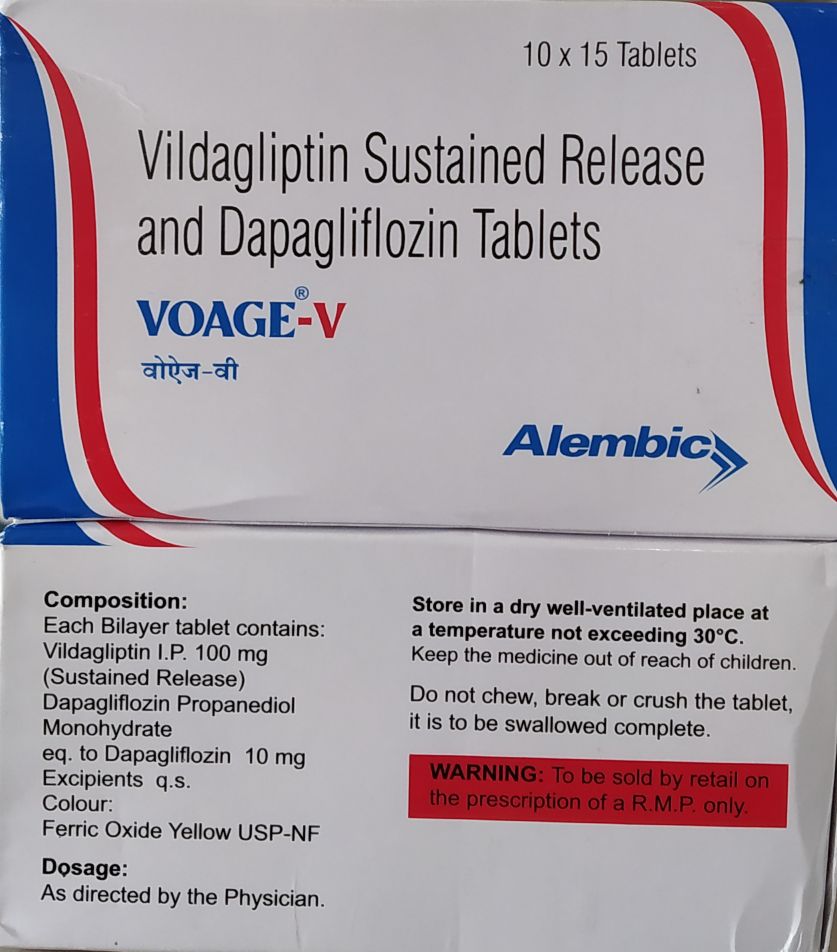 10 x 15 Tablets
Vildagliptin Sustained Release
and Dapagliflozin Tablets
VOAGE®-V
वोऐज-वी
Alembic
Composition:
Each Bilayer tablet contains:
Vildagliptin I.P. 100 mg
(Sustained Release)
Dapagliflozin Propanediol
Monohydrate
eq. to Dapagliflozin 10 mg
Excipients q.s.
Colour:
Ferric Oxide Yellow USP-NF
Dosage:
As directed by the Physician.
Store in a dry well-ventilated place at
a temperature not exceeding 30°C.
Keep the medicine out of reach of children.
Do not chew, break or crush the tablet,
it is to be swallowed complete.
WARNING: To be sold by retail on
the prescription of a R.M.P. only.